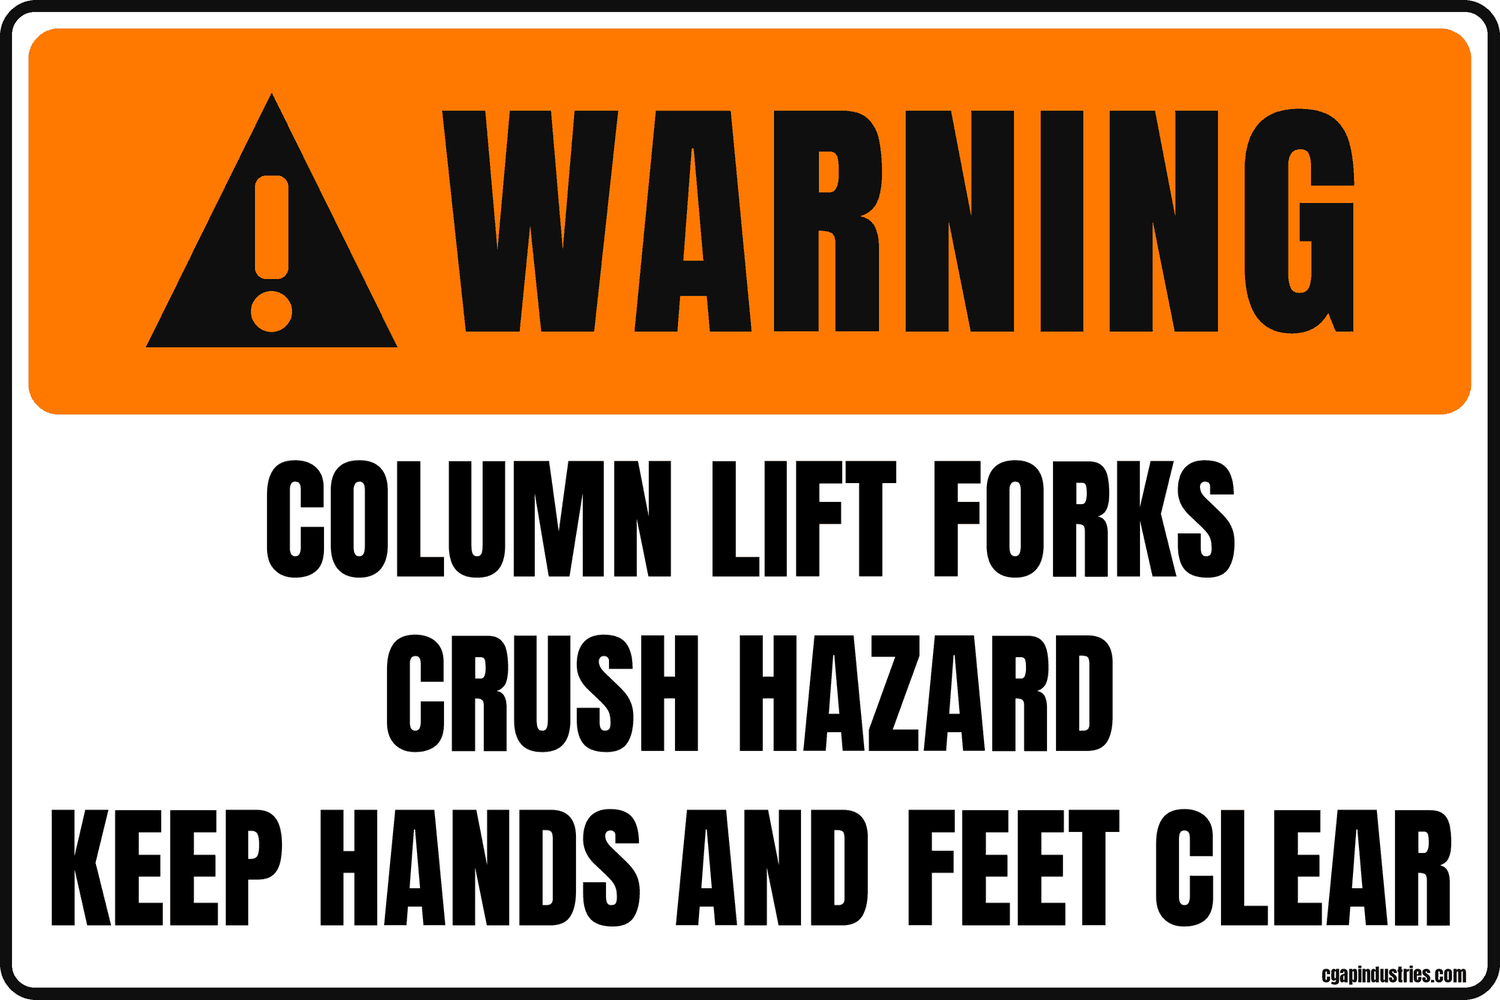 WARNING
COLUMN LIFT FORKS
CRUSH HAZARD
KEEP HANDS AND FEET CLEAR
cgapindustries.com